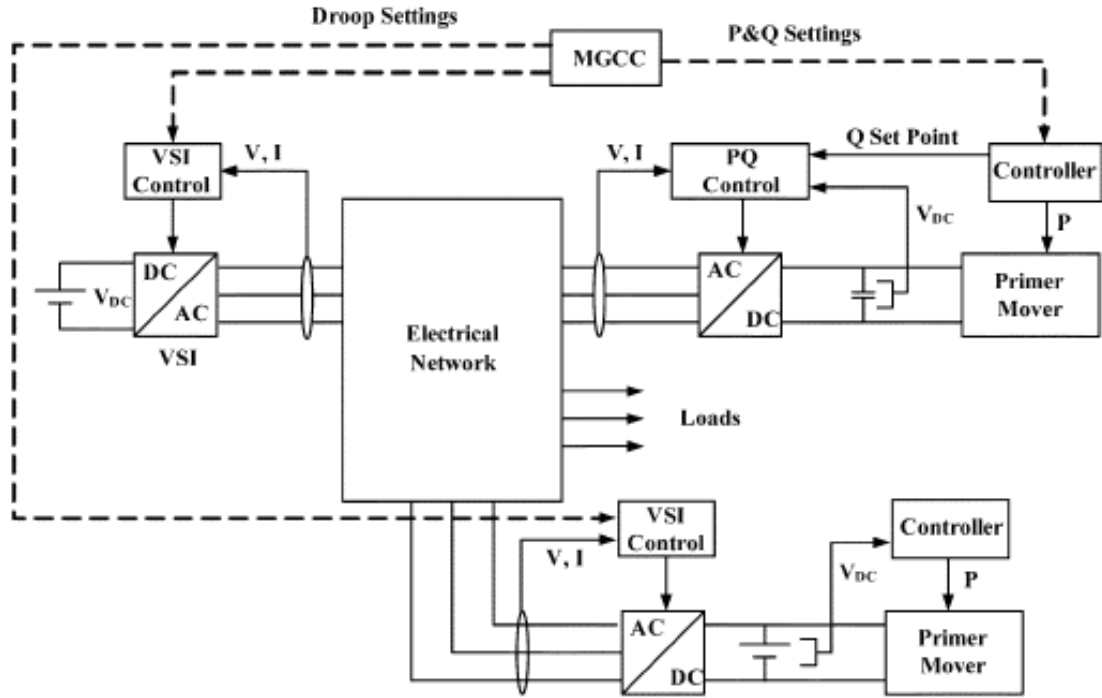 Droop Settings
MGCC
P&Q Settings
VSI
Control
V, I
V, I
PQ
Control
Q Set Point
Controller
VDC
P
DC
AC
VDC
VSI
Electrical
Network
AC
DC
Primer
Mover
Loads
VSI
Control
V, I
Controller
VDC
P
AC
DC
Primer
Mover